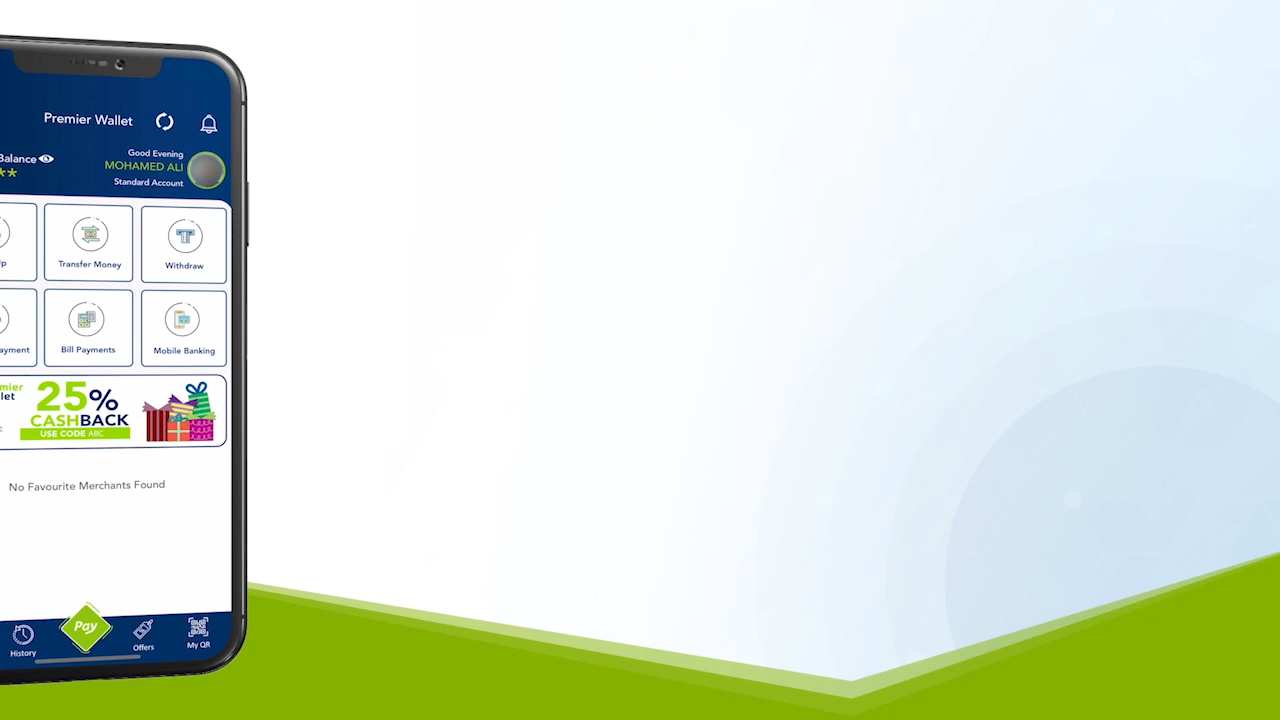 Premier Wallet
Balance
Good Evening
**
MOHAMED ALI
Standard Account
Transfer Money
Withdraw
Bill Payments
Mobile Banking
25%
CASHBACK
USE CODE ABC
No Favourite Merchants Found
Pay
History
Offers
My QR